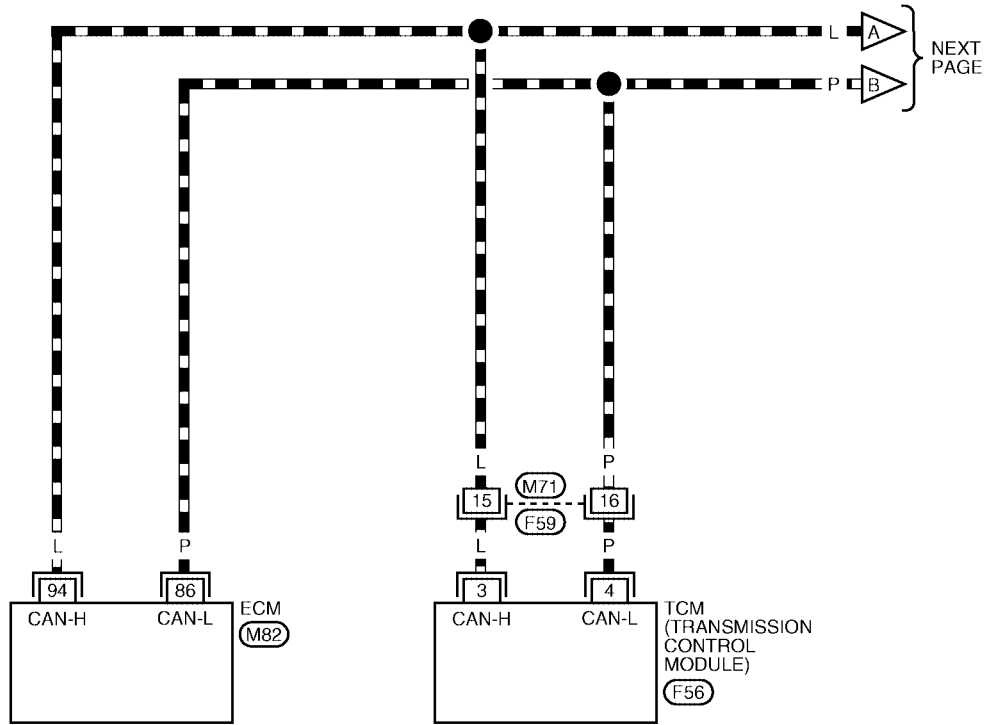 L A
NEXT
PAGE
P B
L P
M71
15 16
F59
L P
L P
94 86
CAN-H CAN-L
ECM
M82
3 4
CAN-H CAN-L
TCM
(TRANSMISSION
CONTROL
MODULE)
F56